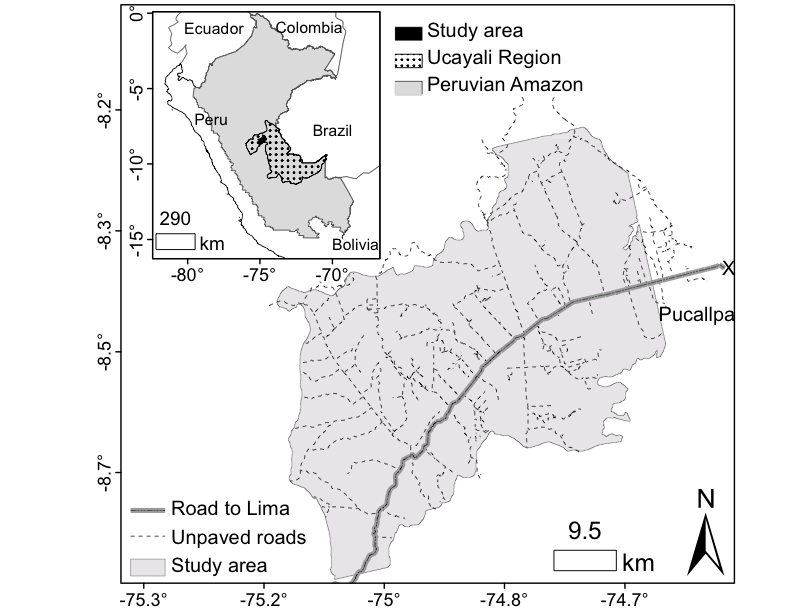 Ecuador
Colombia
Peru
Brazil
Bolivia
290
km
0°
-5°
-10°
-15°
-80°
-75°
-70°
Study area
Ucayali Region
Peruvian Amazon
-8.2°
-8.3°
-8.5°
-8.7°
X
Pucallpa
Road to Lima
Unpaved roads
Study area
9.5
km
N
-75.3°
-75.2°
-75°
-74.8°
-74.7°